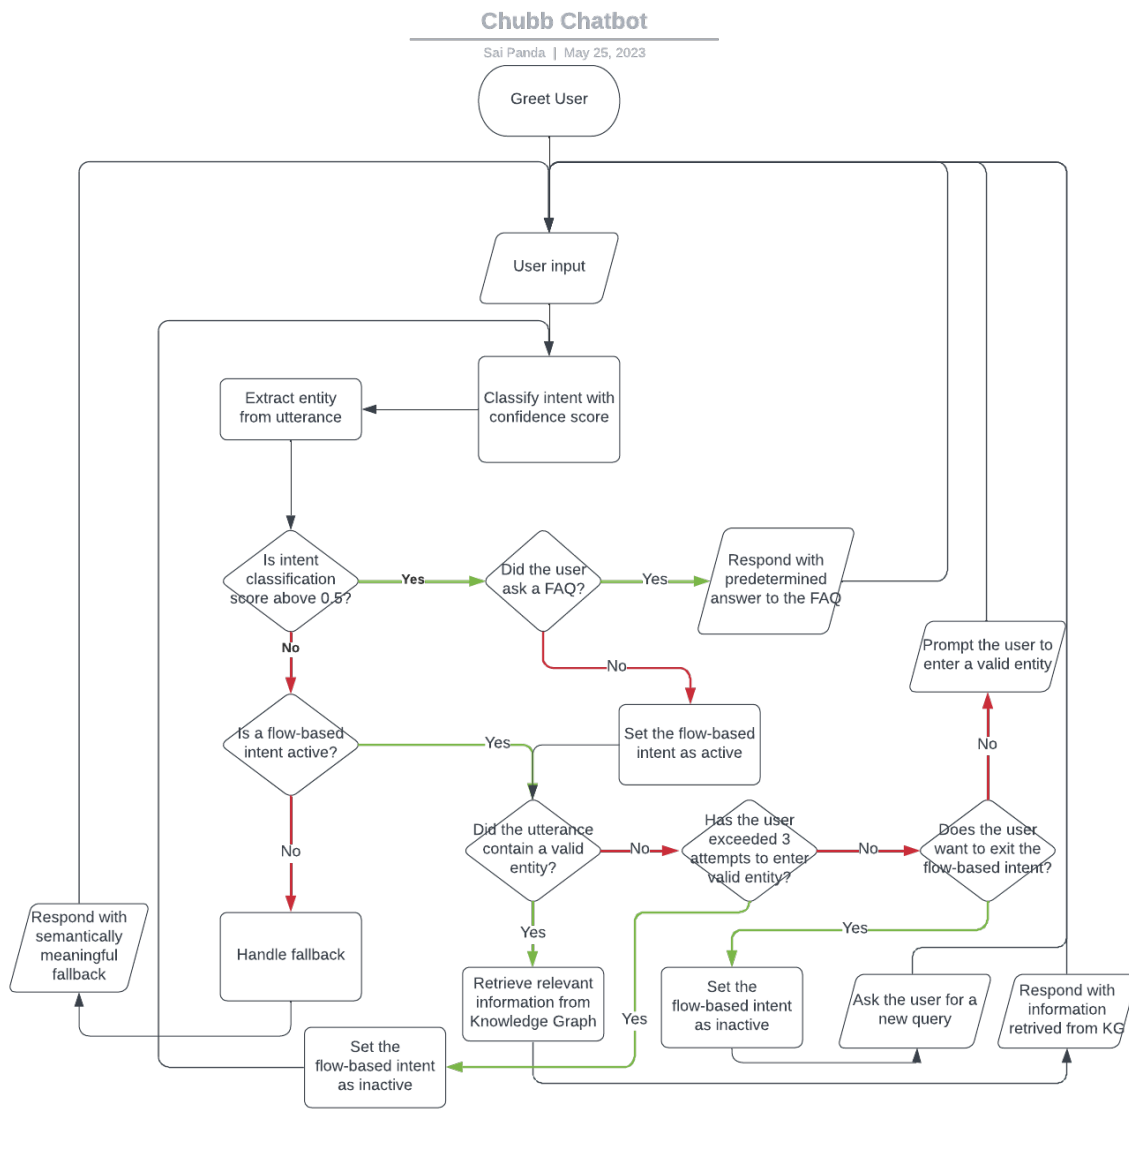 Chubb Chatbot
Sai Panda | May 25, 2023
Greet User
User input
Classify intent with
confidence score
Extract entity
from utterance
Is intent
classification
score above 0.5?
Yes
Did the user
ask a FAQ?
Yes
Respond with
predetermined
answer to the FAQ
No
No
Prompt the user to
enter a valid entity
Is a flow-based
intent active?
Yes
Set the flow-based
intent as active
No
Did the utterance
contain a valid
entity?
No
Has the user
exceeded 3
attempts to enter
valid entity?
No
Does the user
want to exit the
flow-based intent?
No
Yes
Yes
Respond with
semantically
meaningful
fallback
Handle fallback
Retrieve relevant
information from
Knowledge Graph
Yes
Set the
flow-based intent
as inactive
Ask the user for a
new query
Respond with
information
retrived from KG
Set the
flow-based intent
as inactive